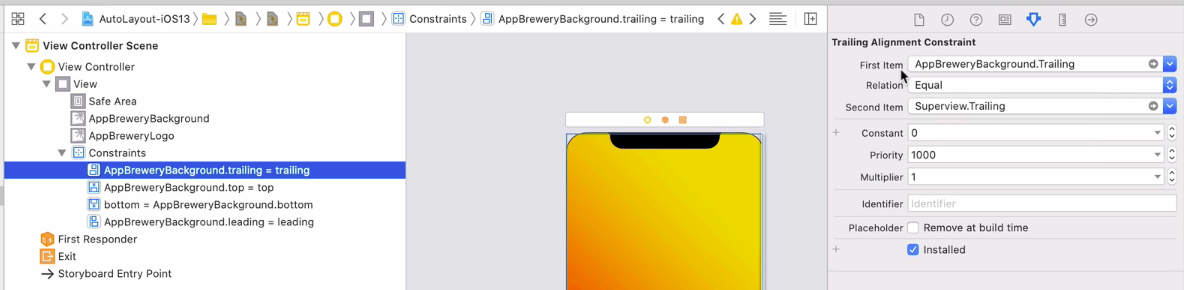 AutoLayout-iOS13 Constraints AppBreweryBackground.trailing = trailing
View Controller Scene
View Controller
View
Safe Area
AppBreweryBackground
AppBreweryLogo
Constraints
AppBreweryBackground.trailing = trailing
AppBreweryBackground.top = top
bottom = AppBreweryBackground.bottom
AppBreweryBackground.leading = leading
First Responder
Exit
Storyboard Entry Point
Trailing Alignment Constraint
First Item AppBreweryBackground.Trailing
Relation Equal
Second Item Superview.Trailing
Constant 0
Priority 1000
Multiplier 1
Identifier Identifier
Placeholder Remove at build time
Installed